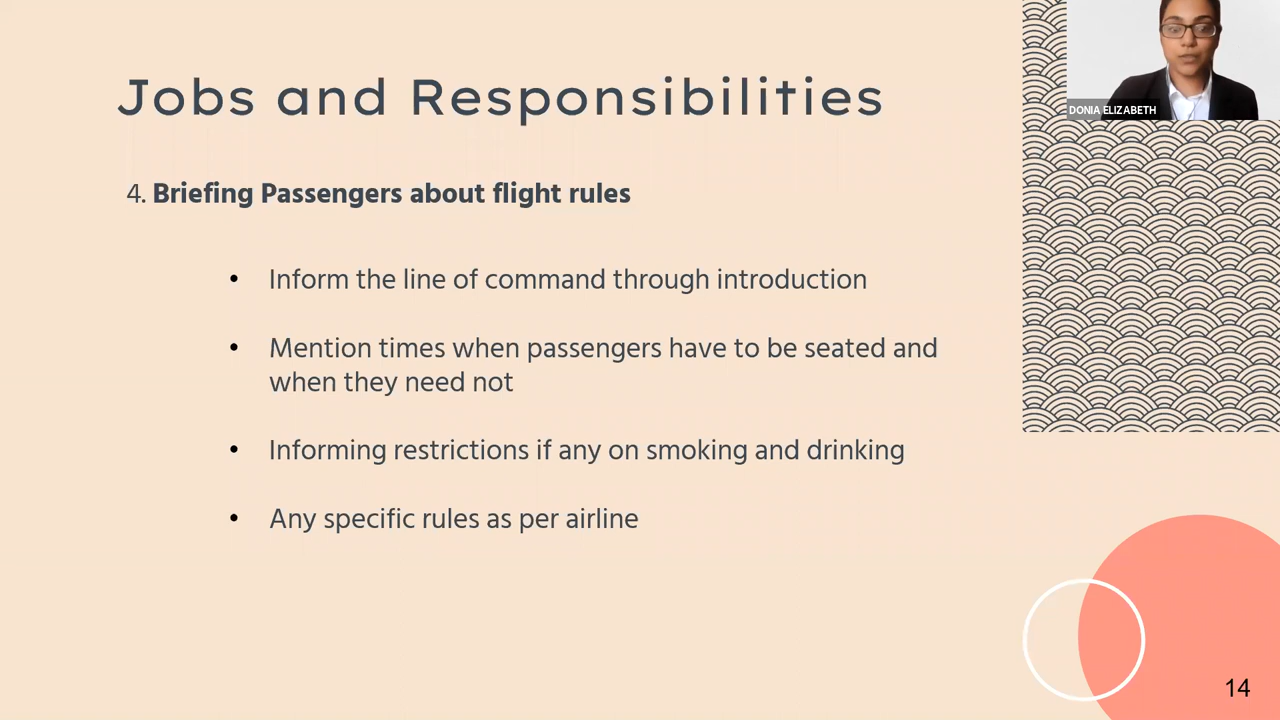 Jobs and Responsibilities
DONIA ELIZABETH
4. Briefing Passengers about flight rules
• Inform the line of command through introduction
• Mention times when passengers have to be seated and
when they need not
• Informing restrictions if any on smoking and drinking
• Any specific rules as per airline
14